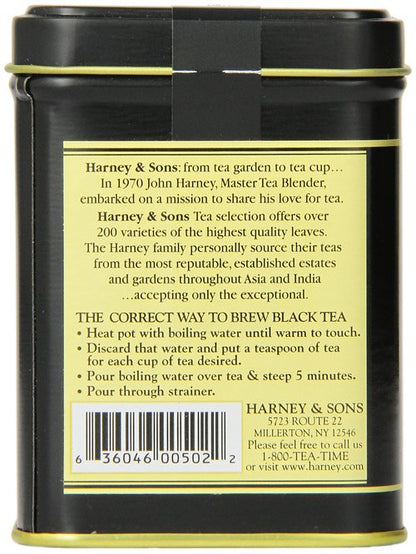 Harney & Sons: from tea garden to tea cup…
In 1970 John Harney, Master Tea Blender,
embarked on a mission to share his love for tea.
Harney & Sons Tea selection offers over
200 varieties of the highest quality leaves.
The Harney family personally source their teas
from the most reputable, established estates
and gardens throughout Asia and India
…accepting only the exceptional.
THE CORRECT WAY TO BREW BLACK TEA
• Heat pot with boiling water until warm to touch.
• Discard that water and put a teaspoon of tea
for each cup of tea desired.
• Pour boiling water over tea & steep 5 minutes.
• Pour through strainer.
HARNEY & SONS
5723 ROUTE 22
MILLERTON, NY 12546
Please feel free to call us
1-800-TEA-TIME
or visit www.harney.com
6 36046 00502 2